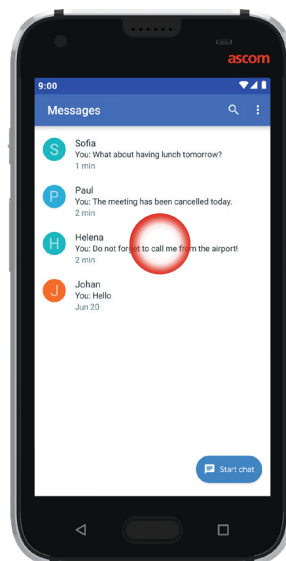 ascom
9:00
Messages
S
Sofia
You: What about having lunch tomorrow?
1 min
P
Paul
You: The meeting has been cancelled today.
2 min
H
Helena
You: Do not forget to call me from the airport!
2 min
J
Johan
You: Hello
Jun 20
Start chat